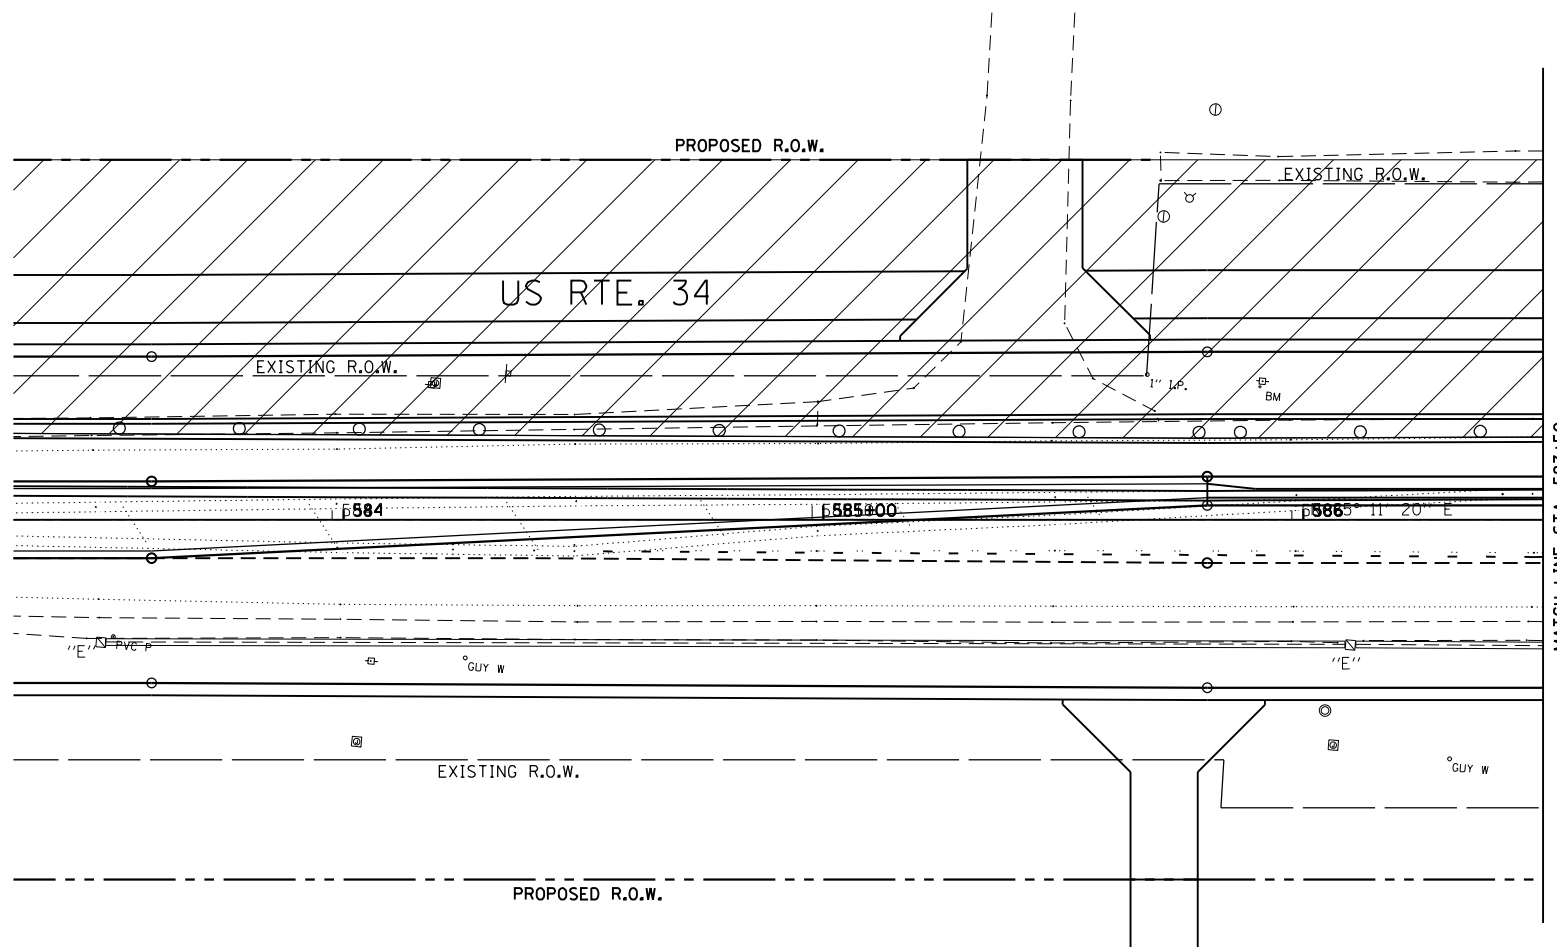 PROPOSED R.O.W.
EXISTING R.O.W.
US RTE. 34
EXISTING R.O.W.
1" I.P.
BM
584
585+00
586
5° 11' 20" E
"E"
PVC P
GUY W
"E"
EXISTING R.O.W.
GUY W
PROPOSED R.O.W.